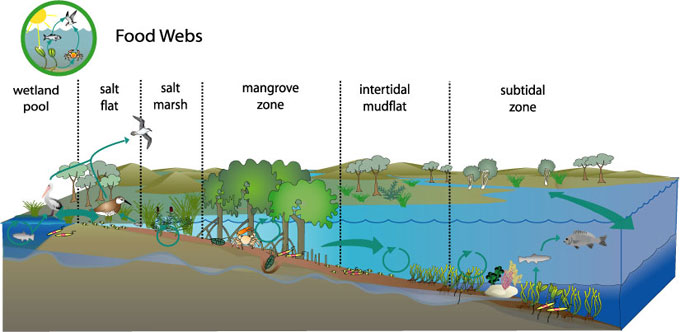 Food Webs
wetland
pool
salt
flat
salt
marsh
mangrove
zone
intertidal
mudflat
subtidal
zone